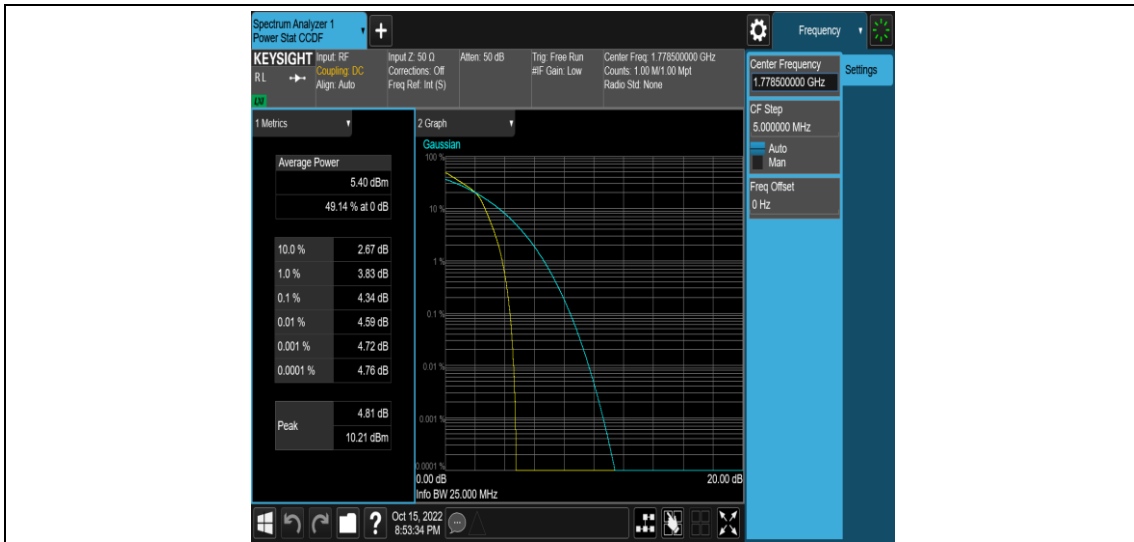 Spectrum Analyzer 1
Power Stat CCDF
+
Frequency
KEYSIGHT
RL
Input: RF
Coupling: DC
Align: Auto
Input Z: 50 Ω
Corrections: Off
Freq Ref: Int (S)
Atten: 50 dB
Trig: Free Run
#IF Gain: Low
Center Freq: 1.778500000 GHz
Counts: 1.00 M/1.00 Mpt
Radio Std: None
Center Frequency
1.778500000 GHz
Settings
CF Step
5.000000 MHz
Auto
Man
Freq Offset
0 Hz
1 Metrics
Average Power
5.40 dBm
49.14 % at 0 dB
10.0 % 2.67 dB
1.0 % 3.83 dB
0.1 % 4.34 dB
0.01 % 4.59 dB
0.001 % 4.72 dB
0.0001 % 4.76 dB
Peak
4.81 dB
10.21 dBm
2 Graph
Gaussian
100 %
10 %
1 %
0.1 %
0.01 %
0.001 %
0.0001 %
0.00 dB 20.00 dB
Info BW 25.000 MHz
?
Oct 15, 2022
8:53:34 PM